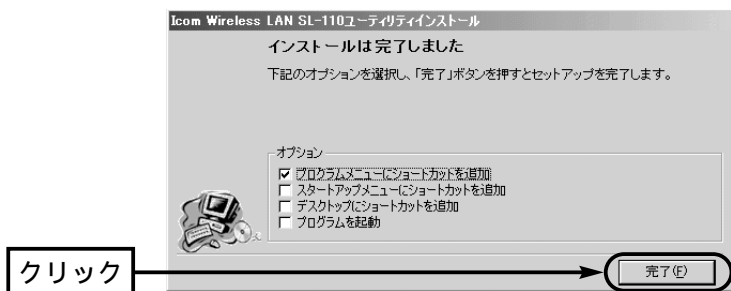 Icom Wireless LAN SL-110ユーティリティインストール
インストールは完了しました
下記のオプションを選択し、「完了」ボタンを押すとセットアップを完了します。
オプション
プログラムメニューにショートカットを追加
スタートアップメニューにショートカットを追加
デスクトップにショートカットを追加
プログラムを起動
クリック
完了(F)